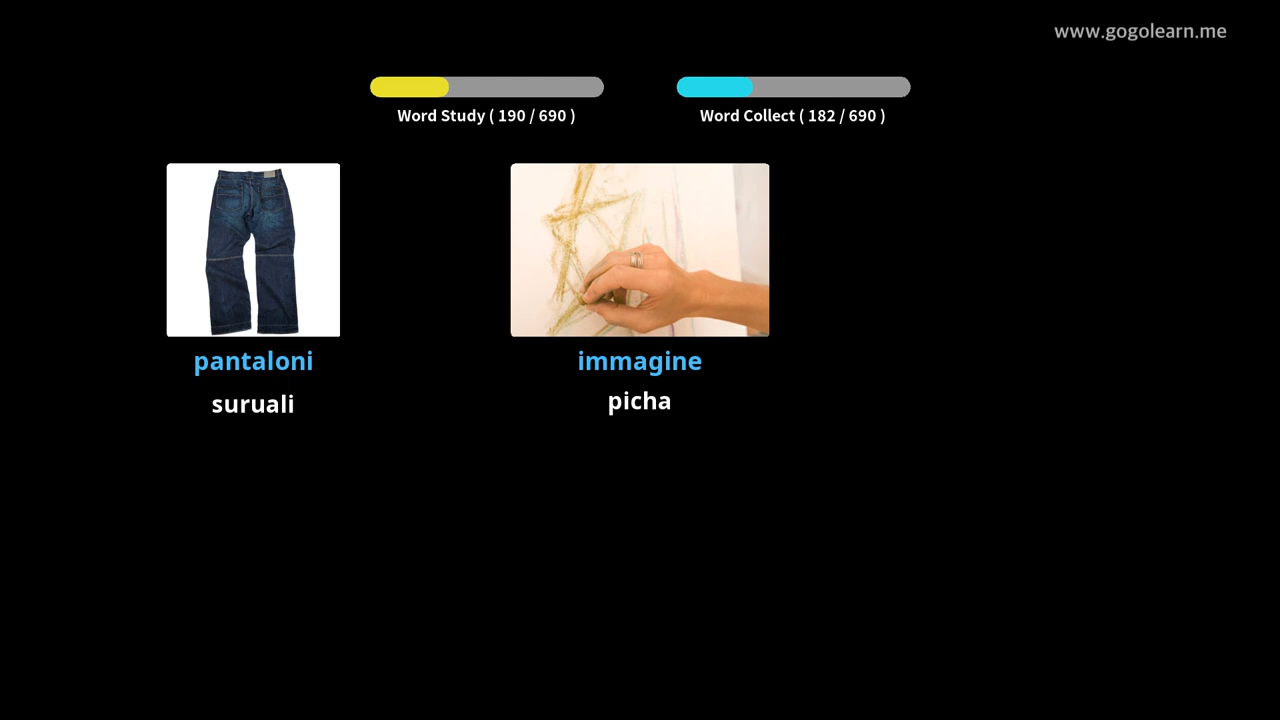 www.gogolearn.me
Word Study ( 190 / 690 )
Word Collect ( 182 / 690 )
pantaloni
suruali
immagine
picha